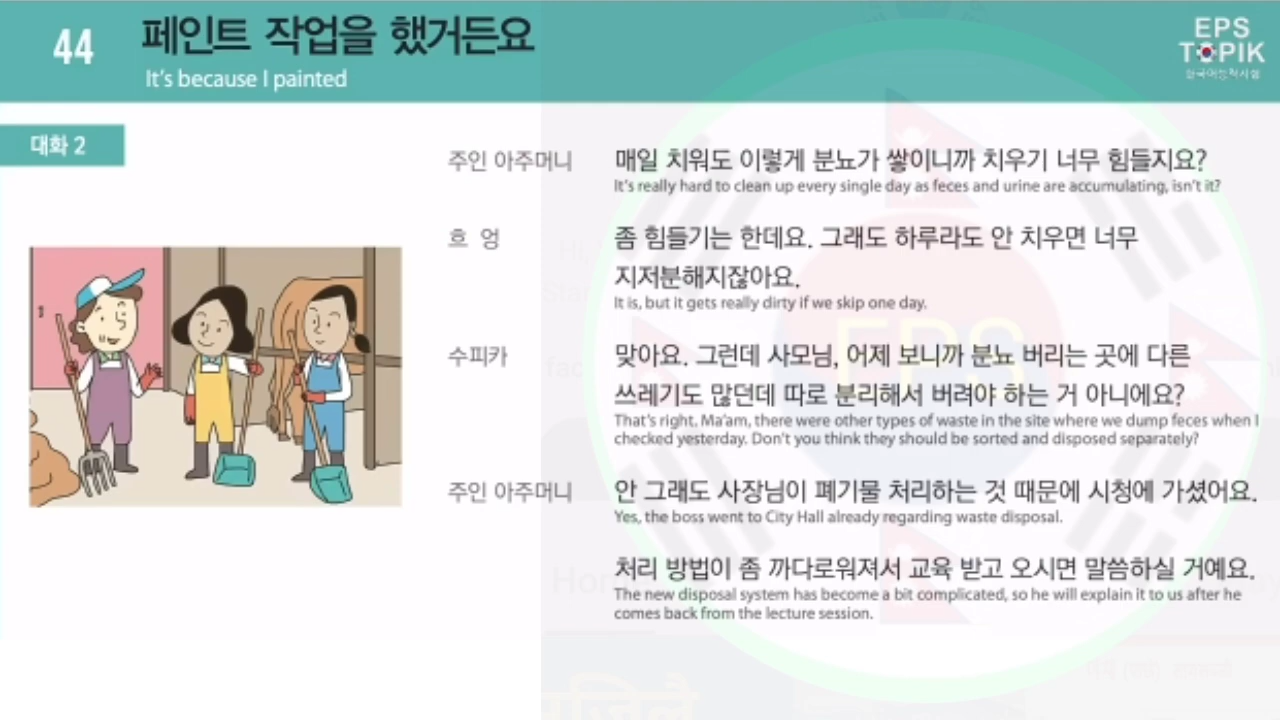 44
페인트 작업을 했거든요
It's because I painted
EPS
TOPIK
한국어능력시험
대화 2
주인 아주머니
매일 치워도 이렇게 분뇨가 쌓이니까 치우기 너무 힘들지요?
It's really hard to clean up every single day as feces and urine are accumulating, isn't it?
흐 엉
좀 힘들기는 한데요. 그래도 하루라도 안 치우면 너무
지저분해지잖아요.
It is, but it gets really dirty if we skip one day.
수피카
맞아요. 그런데 사모님, 어제 보니까 분뇨 버리는 곳에 다른
쓰레기도 많던데 따로 분리해서 버려야 하는 거 아니에요?
That's right. Ma'am, there were other types of waste in the site where we dump feces when I
checked yesterday. Don't you think they should be sorted and disposed separately?
주인 아주머니
안 그래도 사장님이 폐기물 처리하는 것 때문에 시청에 가셨어요.
Yes, the boss went to City Hall already regarding waste disposal.
처리 방법이 좀 까다로워져서 교육 받고 오시면 말씀하실 거예요.
The new disposal system has become a bit complicated, so he will explain it to us after he
comes back from the lecture session.
EPS